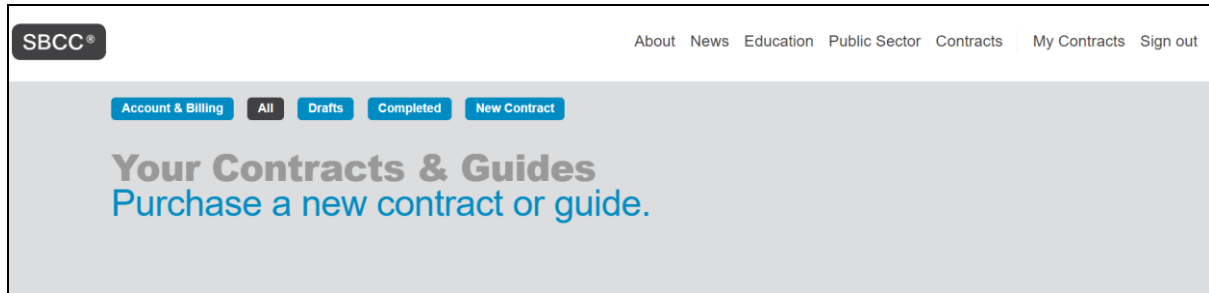 SBCC®
About News Education Public Sector Contracts My Contracts Sign out
Account & Billing All Drafts Completed New Contract
Your Contracts & Guides
Purchase a new contract or guide.